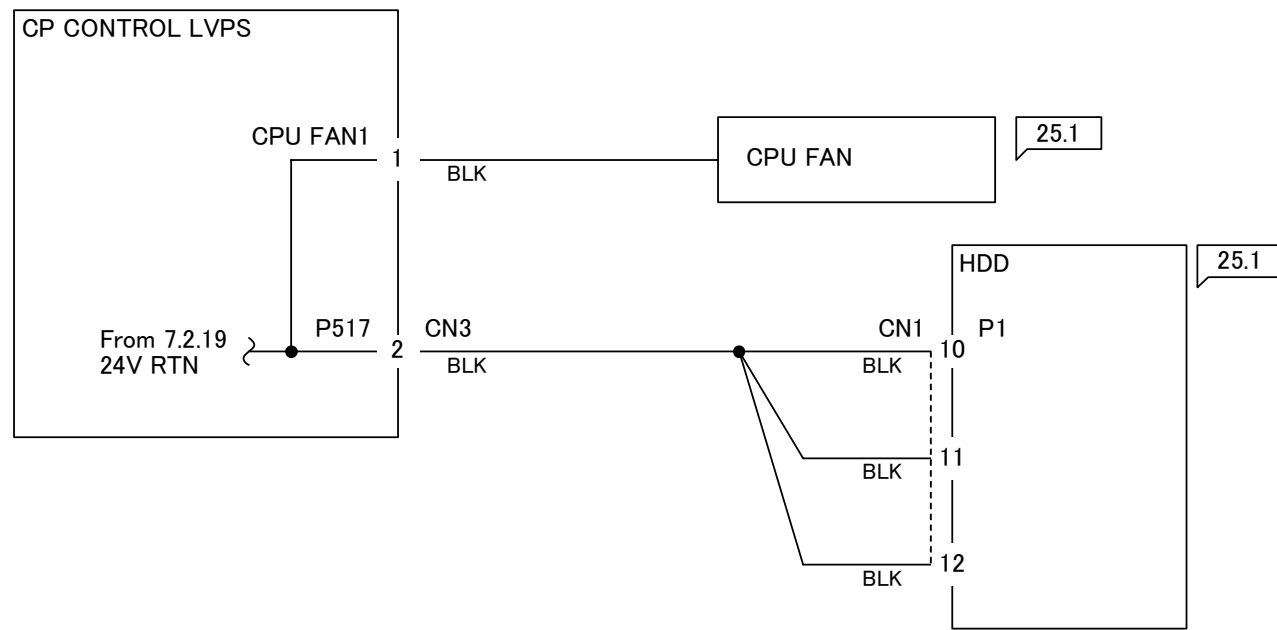 CP CONTROL LVPS
CPU FAN1
1
BLK
CPU FAN
25.1
HDD
25.1
From 7.2.19
24V RTN
P517
2
CN3
BLK
CN1
10
P1
BLK
11
BLK
12
BLK